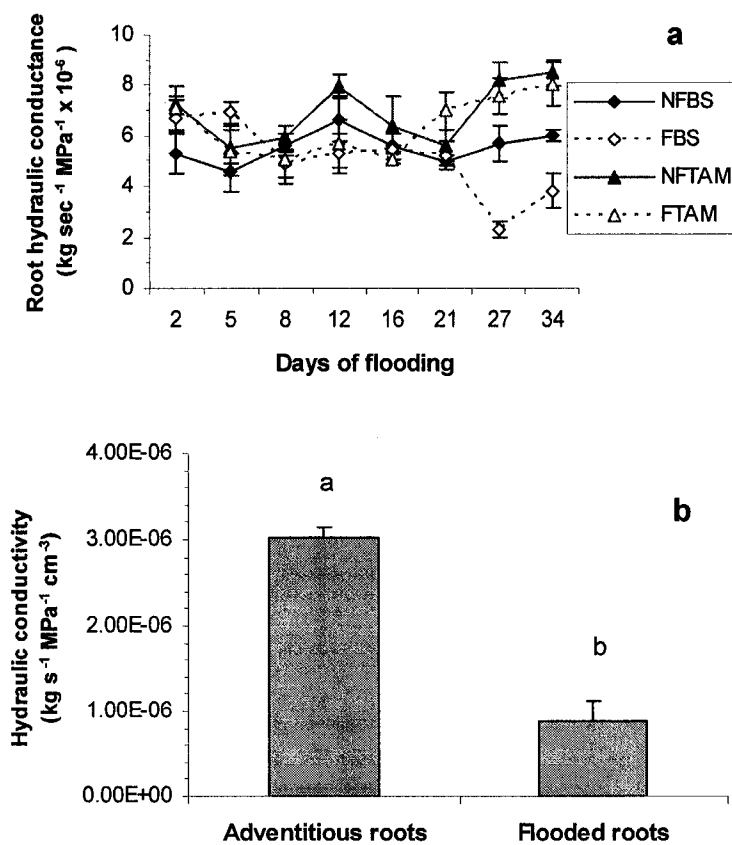 a
Root hydraulic conductance
(kg sec⁻¹ MPa⁻¹ x 10⁻⁶)
10
8
6
4
2
0
2 5 8 12 16 21 27 34
Days of flooding
NFBS
FBS
NFTAM
FTAM
b
Hydraulic conductivity
(kg s⁻¹ MPa⁻¹ cm⁻³)
4.00E-06
3.00E-06
2.00E-06
1.00E-06
0.00E+00
a
b
Adventitious roots Flooded roots